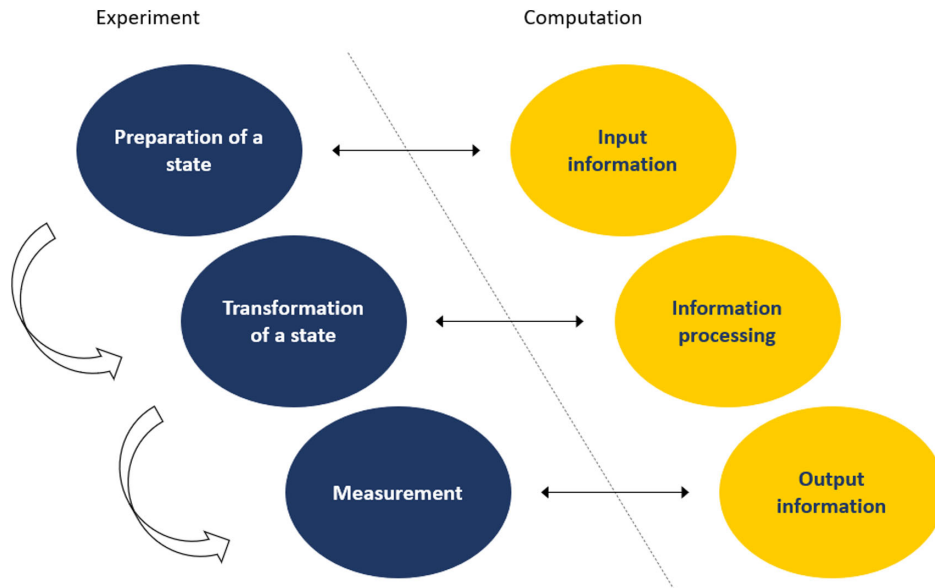 Experiment
Computation
Preparation of a
state
Input
information
Transformation
of a state
Information
processing
Measurement
Output
information